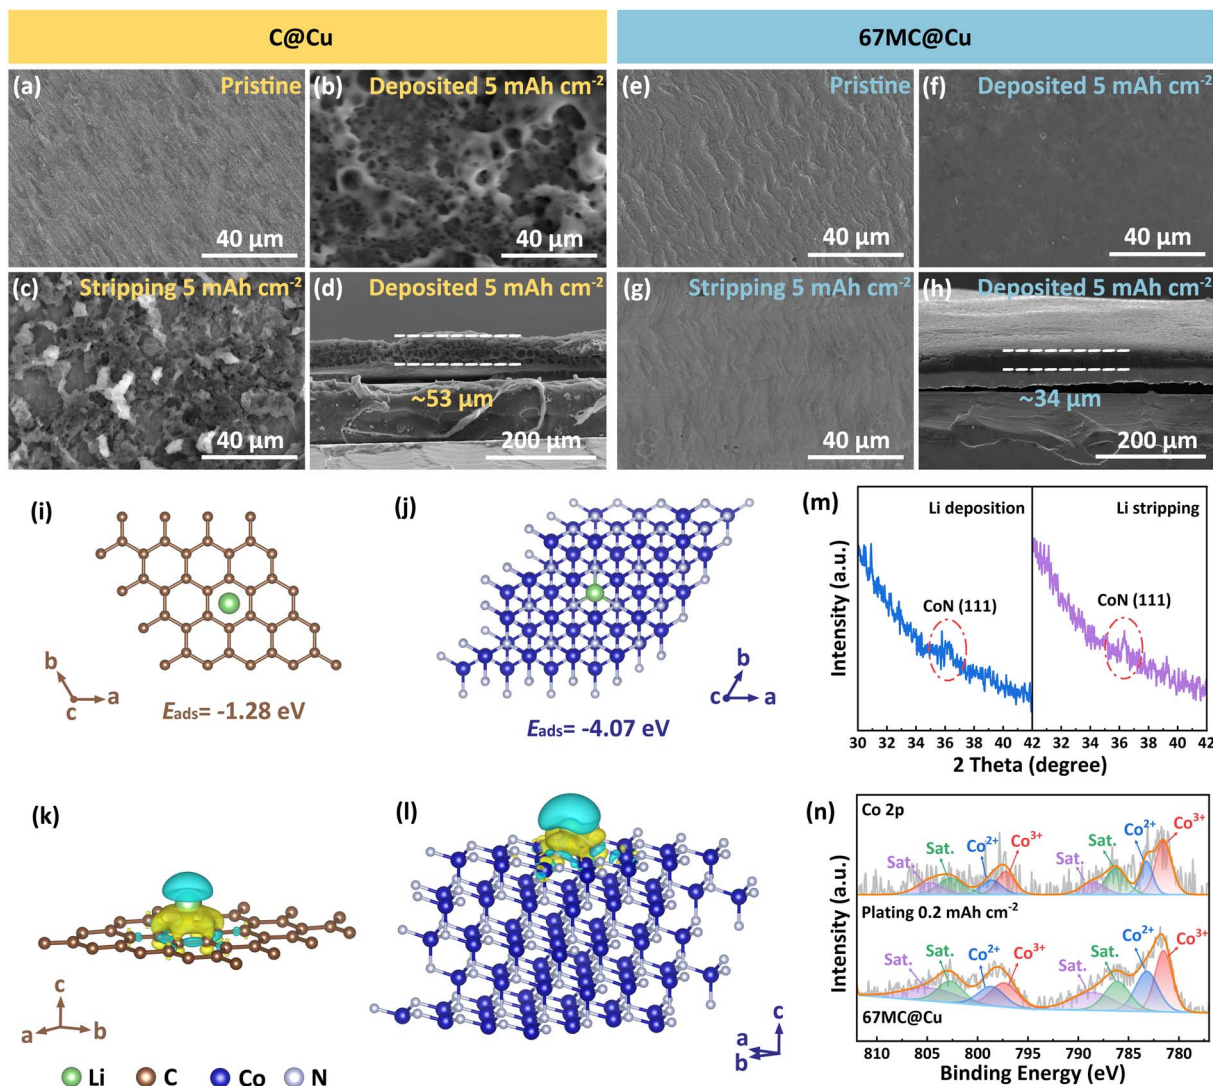 C@Cu
67MC@Cu
(a) Pristine
40 µm
(b) Deposited 5 mAh cm⁻²
40 µm
(e) Pristine
40 µm
(f) Deposited 5 mAh cm⁻²
40 µm
(c) Stripping 5 mAh cm⁻²
40 µm
(d) Deposited 5 mAh cm⁻²
~53 µm
200 µm
(g) Stripping 5 mAh cm⁻²
40 µm
(h) Deposited 5 mAh cm⁻²
~34 µm
200 µm
(i)
b
a
c
Eads= -1.28 eV
(j)
b
c
a
Eads= -4.07 eV
(m)
Li deposition
Li stripping
CoN (111)
CoN (111)
Intensity (a.u.)
30 32 34 36 38 40 42 32 34 36 38 40 42
2 Theta (degree)
(k)
c
a
b
(l)
c
a
b
Li C Co N
(n)
Co 2p
Sat. Sat. Co²⁺ Co³⁺ Sat. Sat. Co²⁺ Co³⁺
Plating 0.2 mAh cm⁻²
Sat. Sat. Co²⁺ Co³⁺ Sat. Sat. Co²⁺ Co³⁺
67MC@Cu
Intensity (a.u.)
810 805 800 795 790 785 780
Binding Energy (eV)